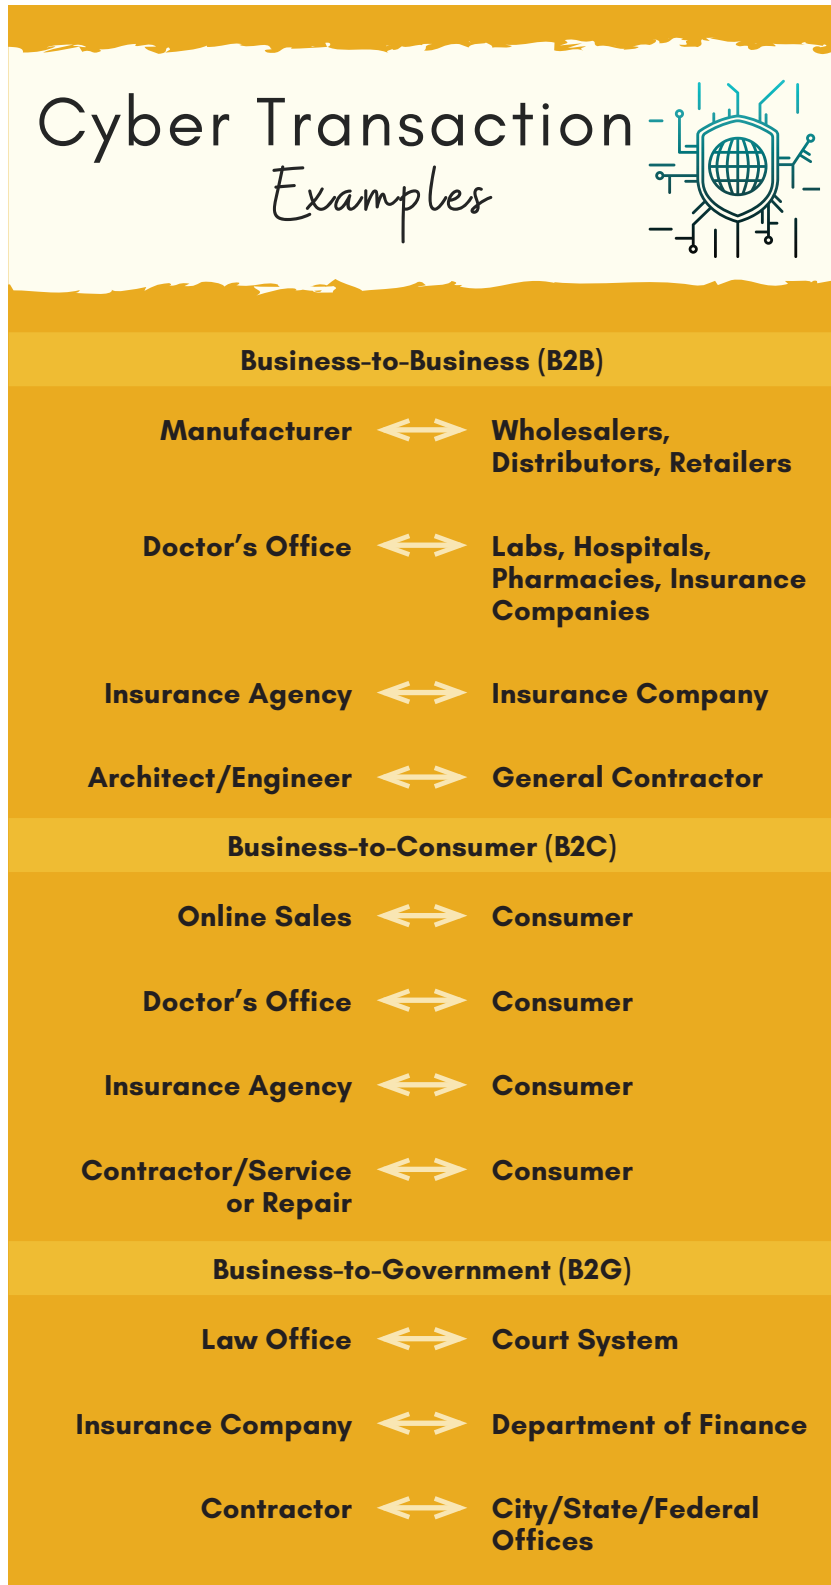 Cyber Transaction
Examples
Business-to-Business (B2B)
Manufacturer
Wholesalers,
Distributors, Retailers
Doctor’s Office
Labs, Hospitals,
Pharmacies, Insurance
Companies
Insurance Agency
Insurance Company
Architect/Engineer
General Contractor
Business-to-Consumer (B2C)
Online Sales
Consumer
Doctor’s Office
Consumer
Insurance Agency
Consumer
Contractor/Service
or Repair
Consumer
Business-to-Government (B2G)
Law Office
Court System
Insurance Company
Department of Finance
Contractor
City/State/Federal
Offices